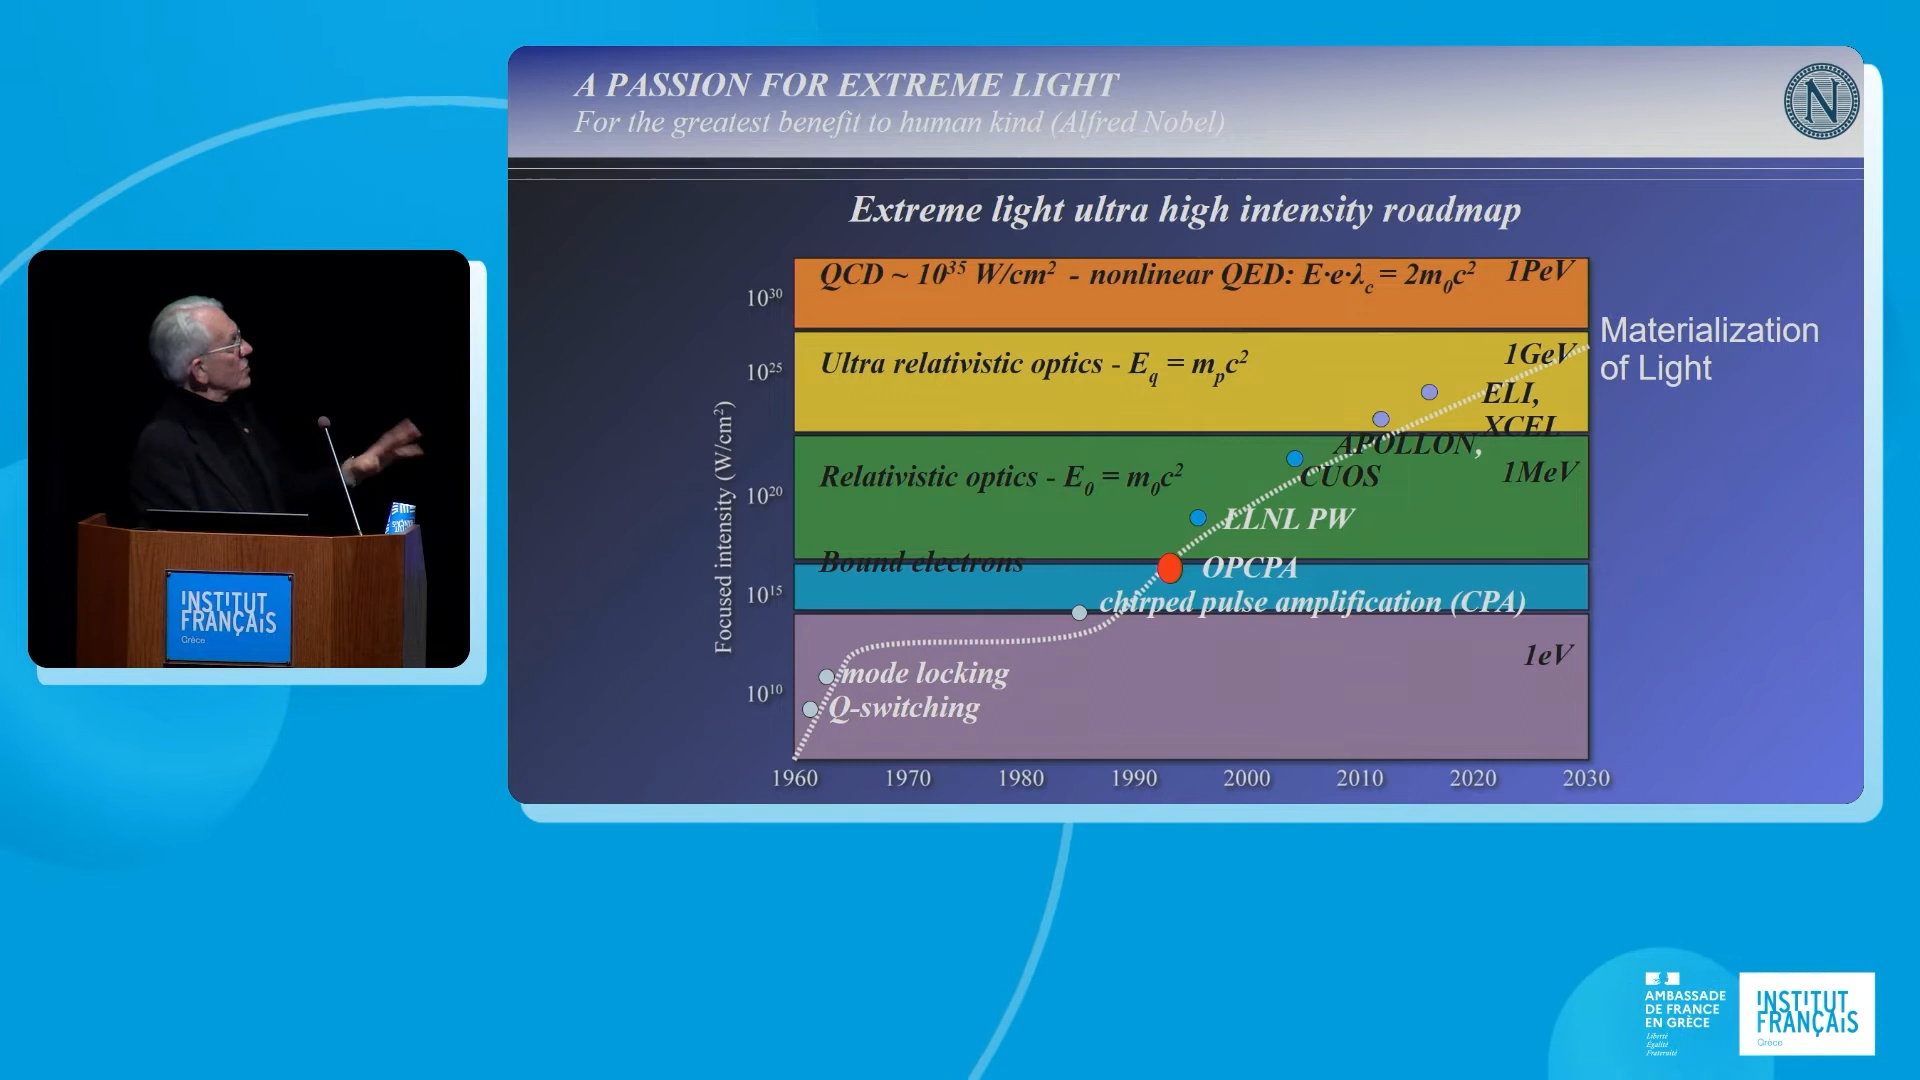 A PASSION FOR EXTREME LIGHT
For the greatest benefit to human kind (Alfred Nobel)
N
Extreme light ultra high intensity roadmap
QCD ~ 10³⁵ W/cm² - nonlinear QED: E·e·λc = 2m₀c² 1PeV
10³⁰
Materialization
of Light
Ultra relativistic optics - Eq = mpc² 1GeV
10²⁵
ELI,
XCEL
APOLLON,
Relativistic optics - E₀ = m₀c² CUOS 1MeV
10²⁰
LLNL PW
Bound electrons OPCPA
10¹⁵
chirped pulse amplification (CPA)
1eV
mode locking
10¹⁰
Q-switching
Focused intensity (W/cm²)
1960 1970 1980 1990 2000 2010 2020 2030
INSTITUT
FRANÇAIS
Grèce
AMBASSADE
DE FRANCE
EN GRÈCE
Liberté
Égalité
Fraternité
INSTITUT
FRANÇAIS
Grèce